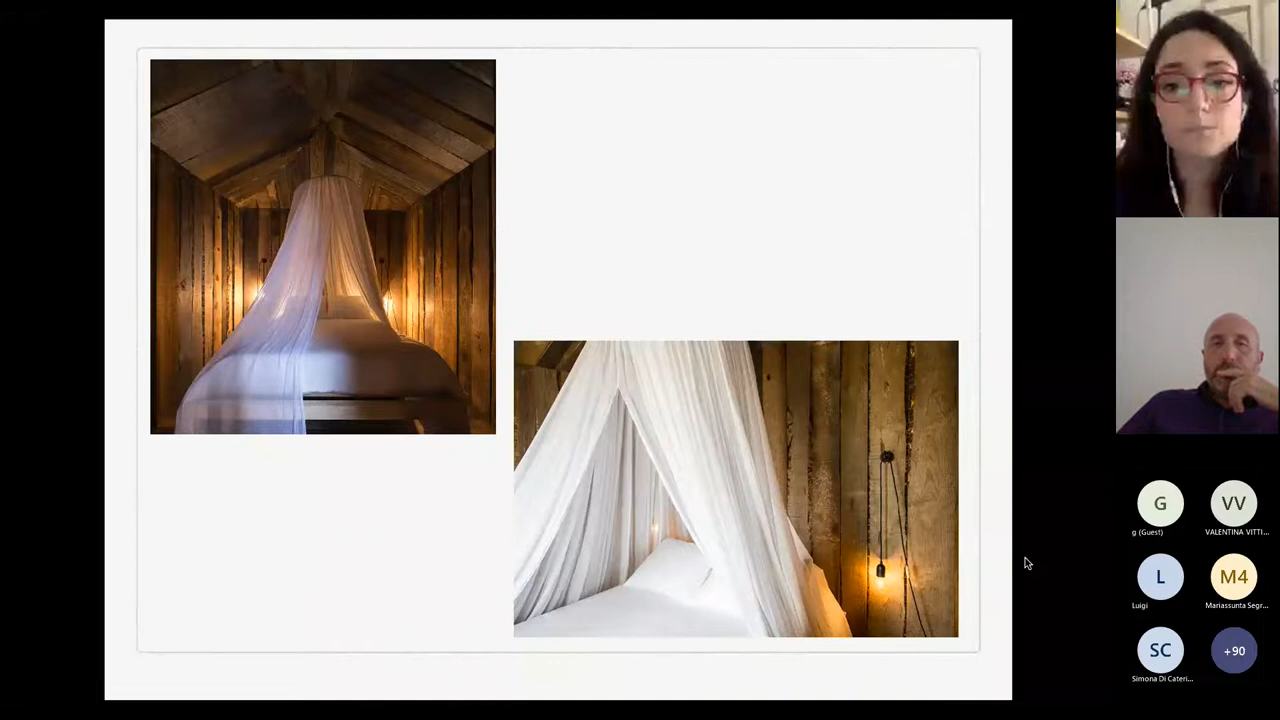 G
VV
g (Guest)
VALENTINA VITTI...
L
M4
Luigi
Mariassunta Segr...
SC
+90
Simona Di Cateri...